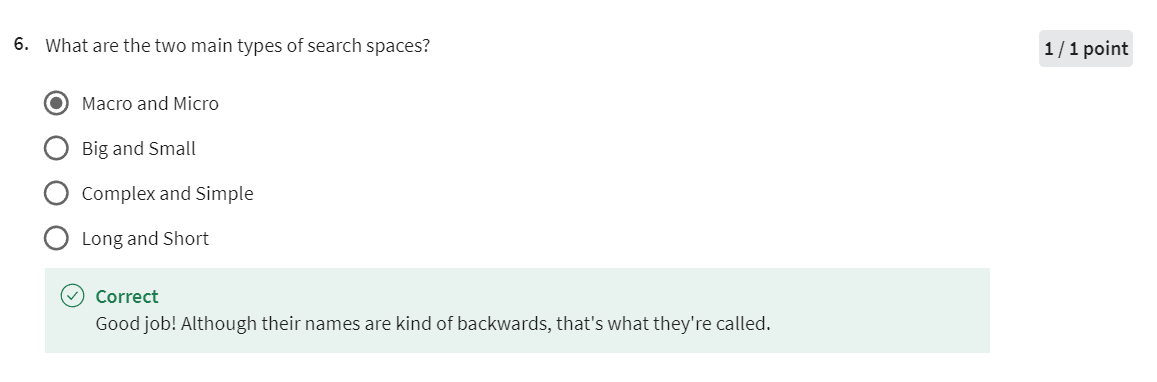 6. What are the two main types of search spaces?
1 / 1 point
Macro and Micro
Big and Small
Complex and Simple
Long and Short
Correct
Good job! Although their names are kind of backwards, that's what they're called.